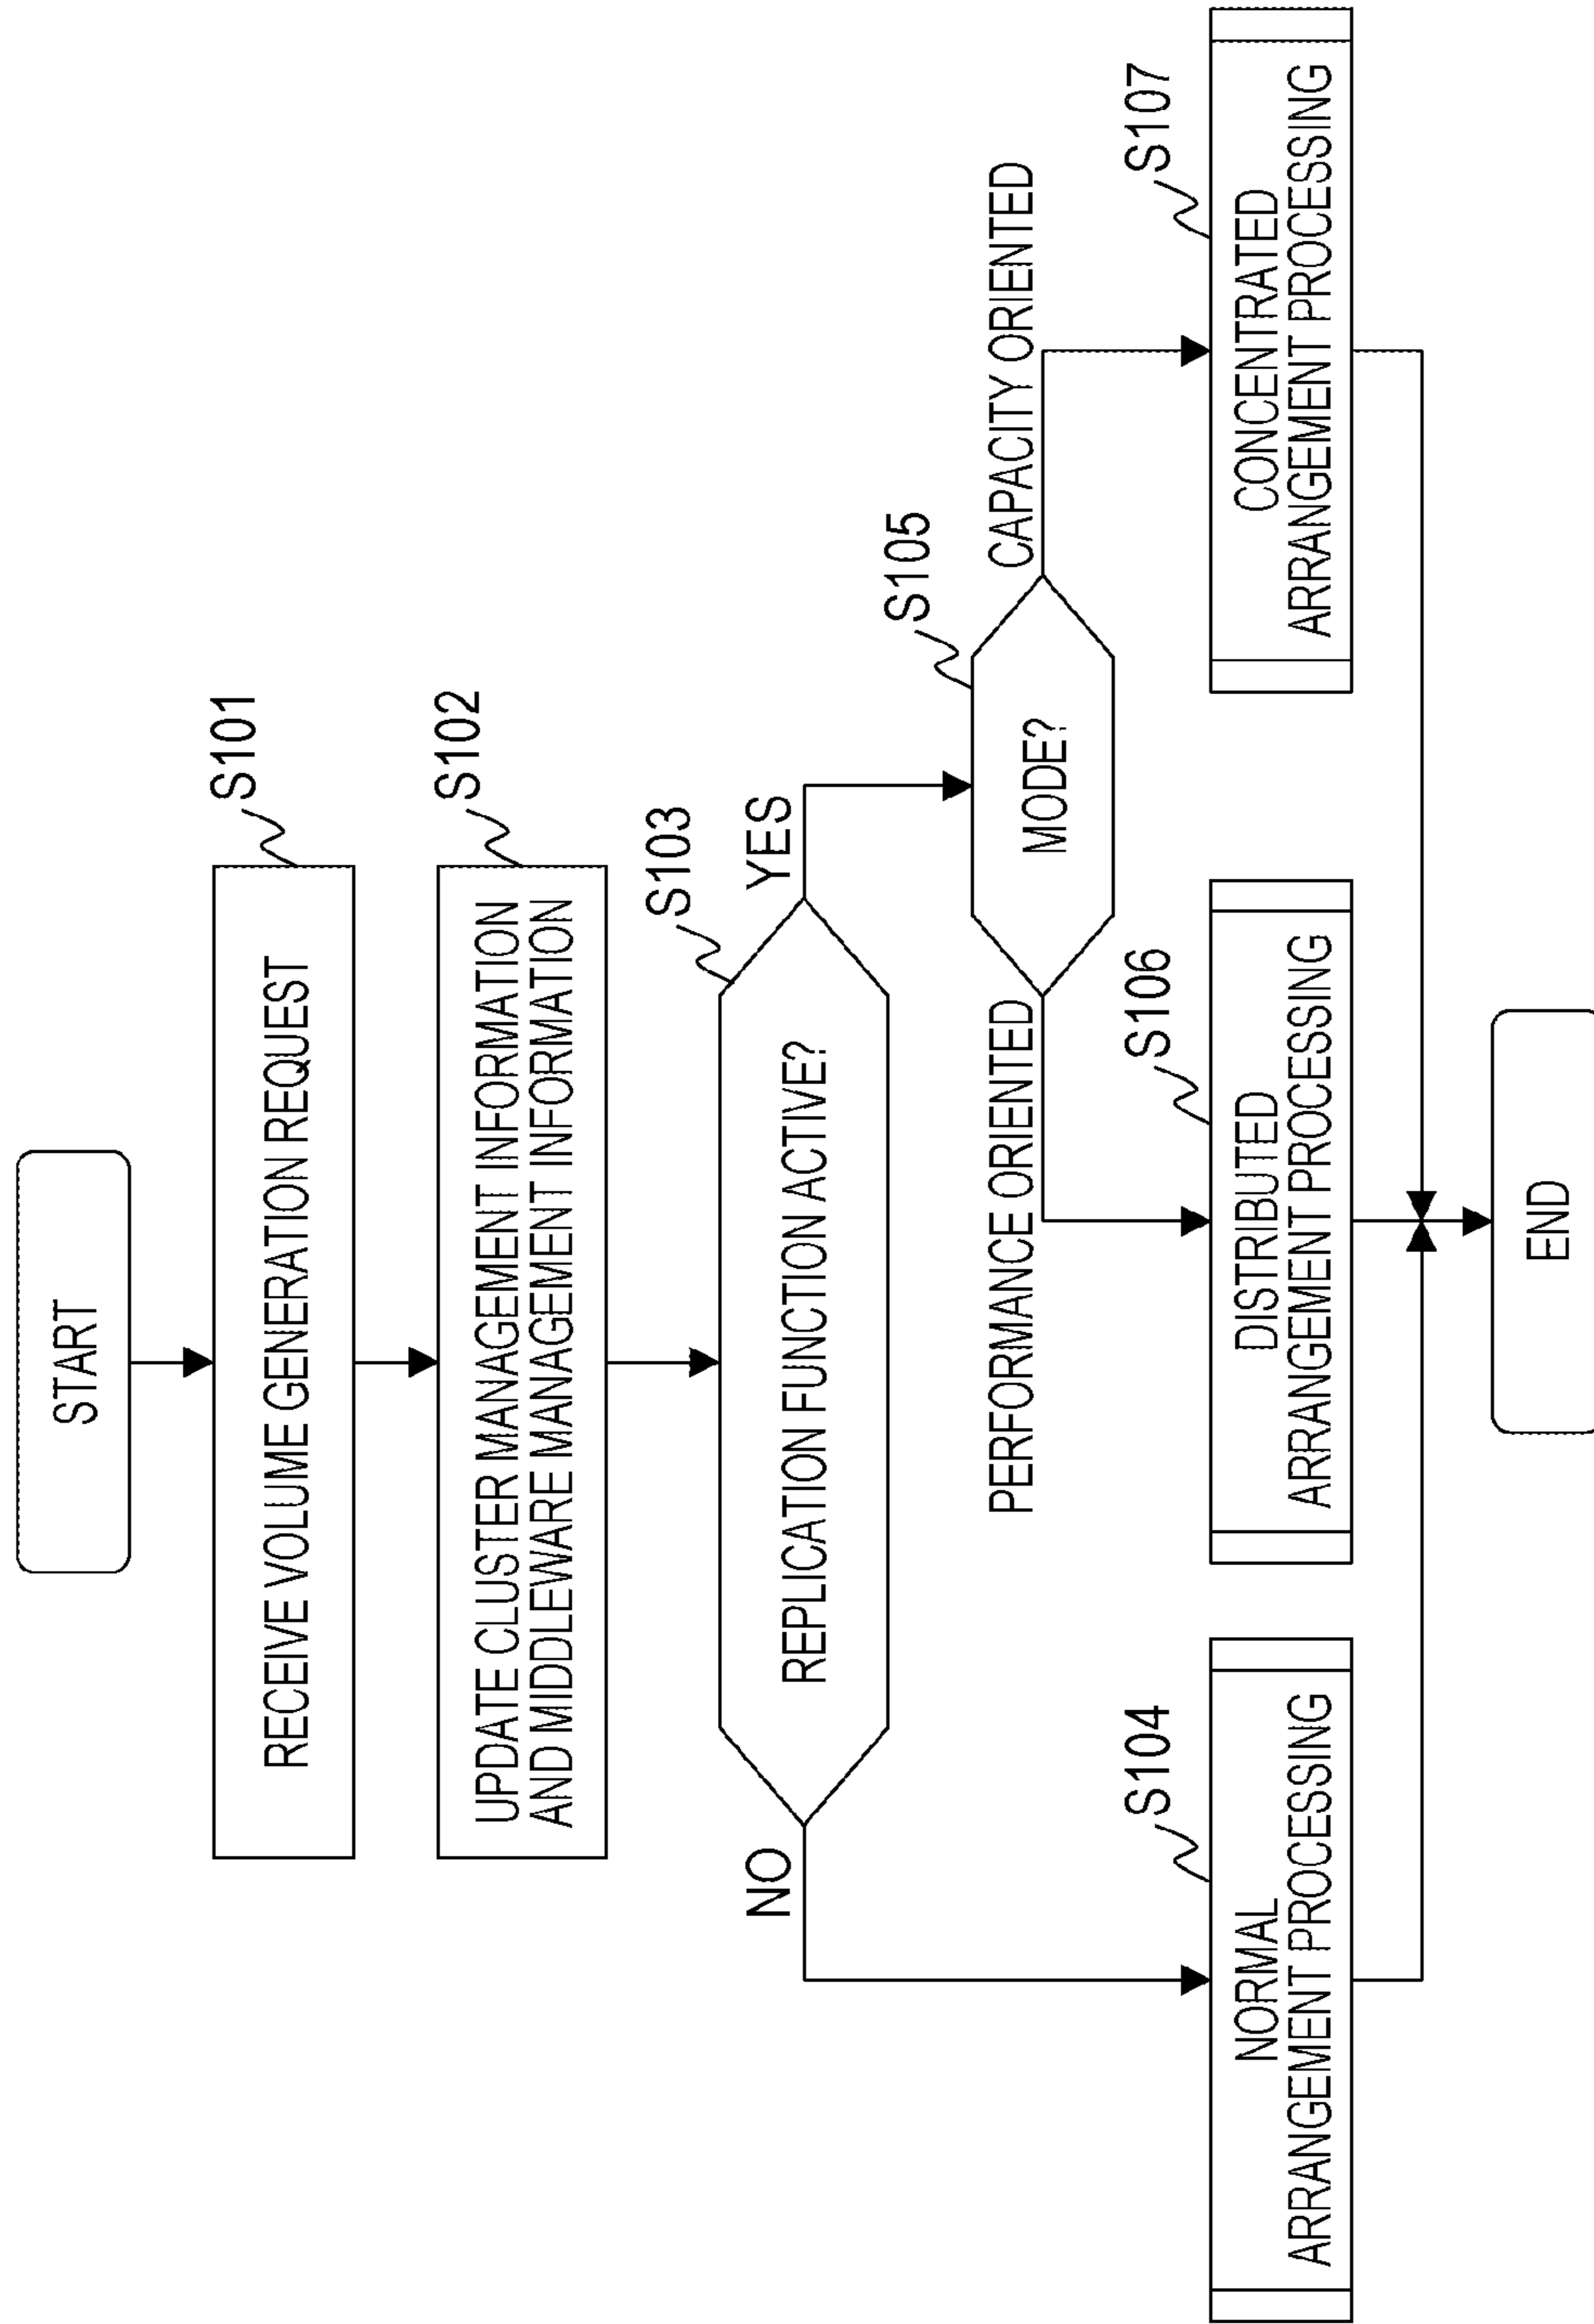 START
RECEIVE VOLUME GENERATION REQUEST
S101
UPDATE CLUSTER MANAGEMENT INFORMATION
AND MIDDLEWARE MANAGEMENT INFORMATION
S102
REPLICATION FUNCTION ACTIVE?
S103
NO
YES
MODE?
S105
PERFORMANCE ORIENTED
CAPACITY ORIENTED
NORMAL
ARRANGEMENT PROCESSING
S104
DISTRIBUTED
ARRANGEMENT PROCESSING
S106
CONCENTRATED
ARRANGEMENT PROCESSING
S107
END